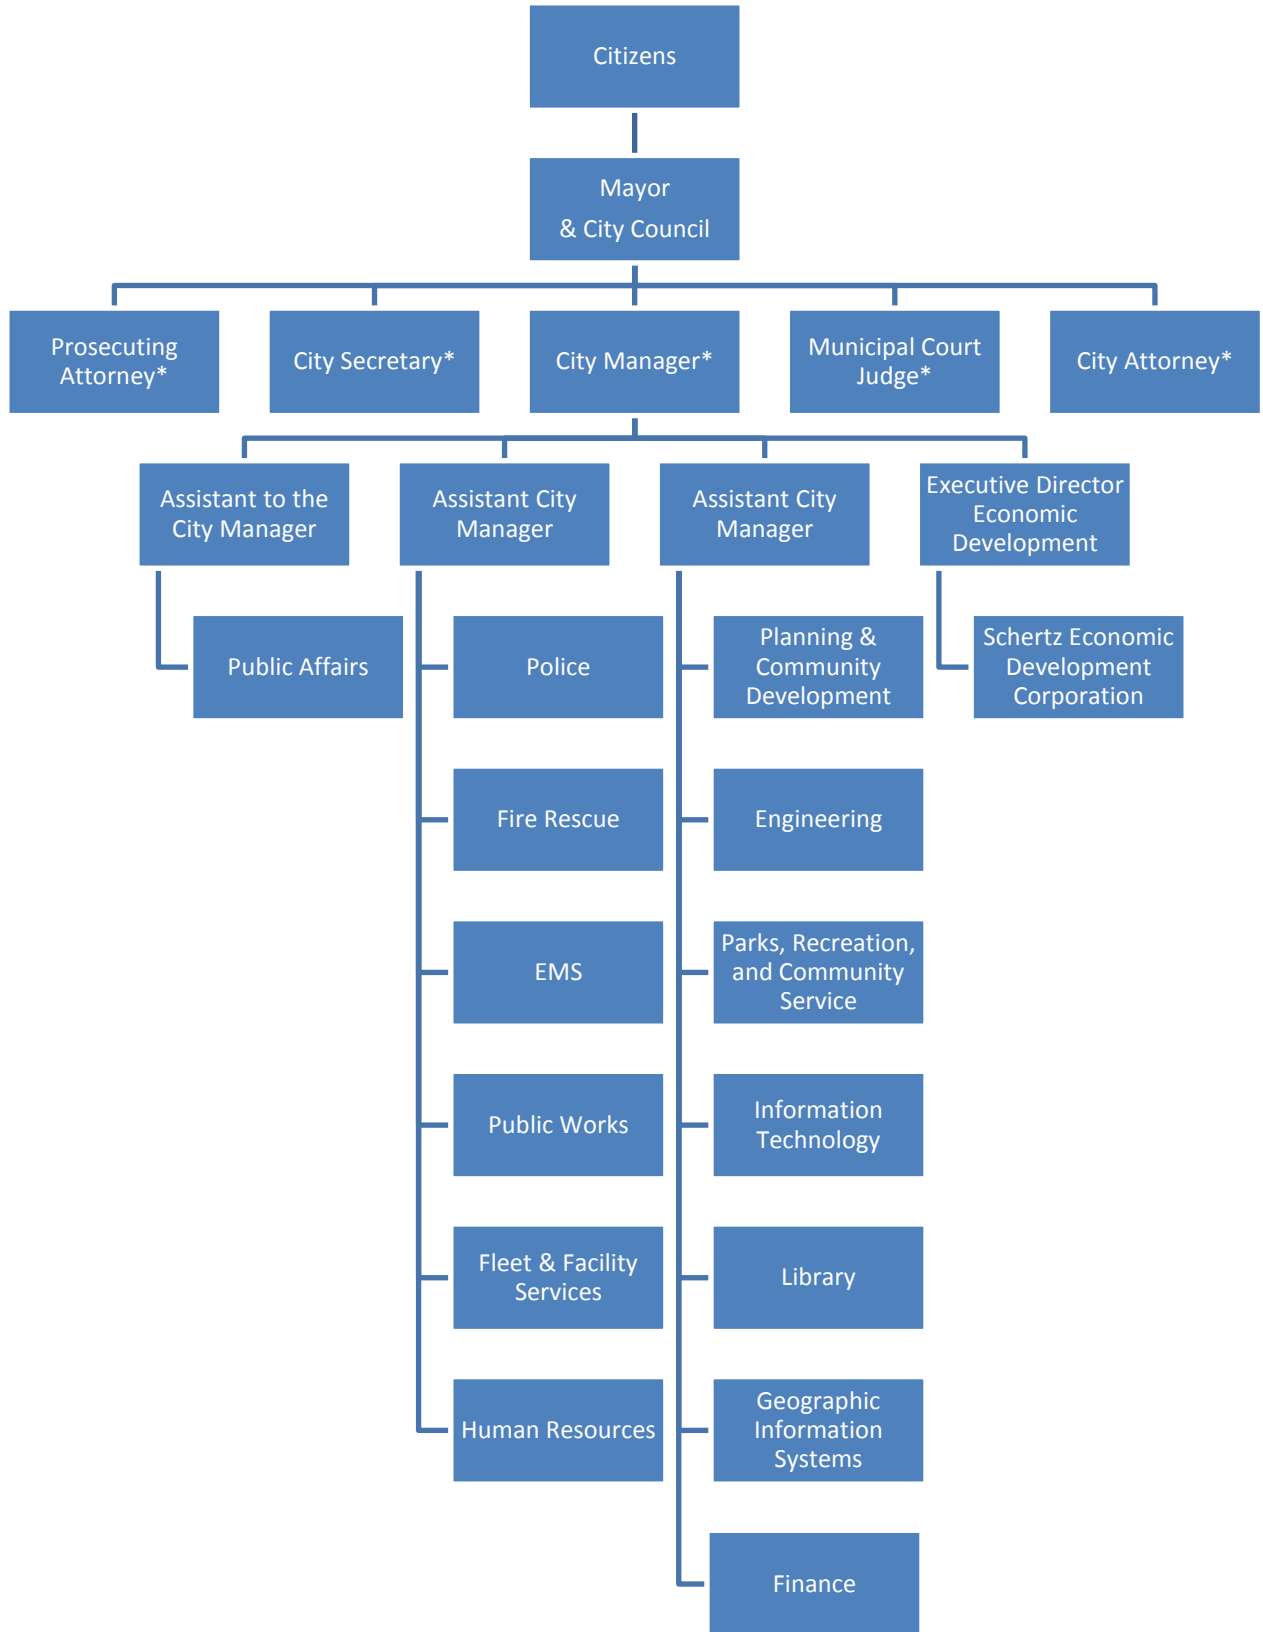 Citizens
Mayor
& City Council
Prosecuting
Attorney*
City Secretary*
City Manager*
Municipal Court
Judge*
City Attorney*
Assistant to the
City Manager
Assistant City
Manager
Assistant City
Manager
Executive Director
Economic
Development
Public Affairs
Police
Planning &
Community
Development
Schertz Economic
Development
Corporation
Fire Rescue
Engineering
EMS
Parks, Recreation,
and Community
Service
Public Works
Information
Technology
Fleet & Facility
Services
Library
Human Resources
Geographic
Information
Systems
Finance